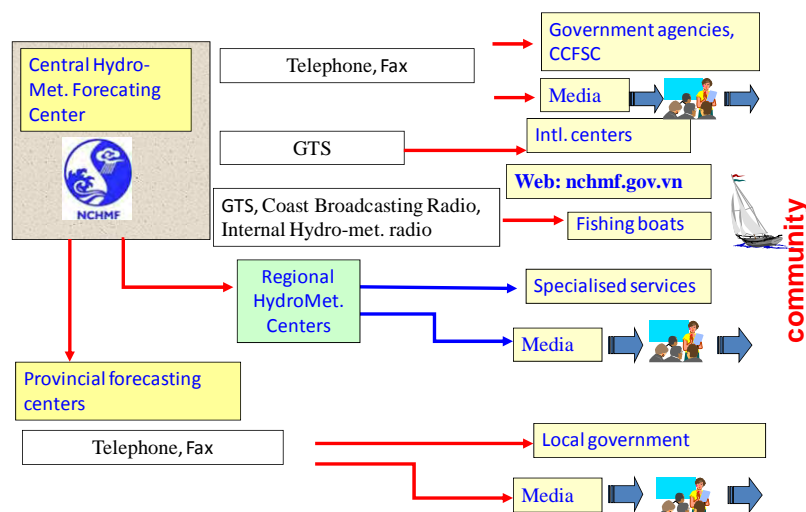 Central Hydro-
Met. Forecating
Center
NCHMF
Telephone, Fax
Government agencies,
CCFSC
Media
GTS
Intl. centers
Web: nchmf.gov.vn
GTS, Coast Broadcasting Radio,
Internal Hydro-met. radio
Fishing boats
community
Regional
HydroMet.
Centers
Specialised services
Media
Provincial forecasting
centers
Telephone, Fax
Local government
Media